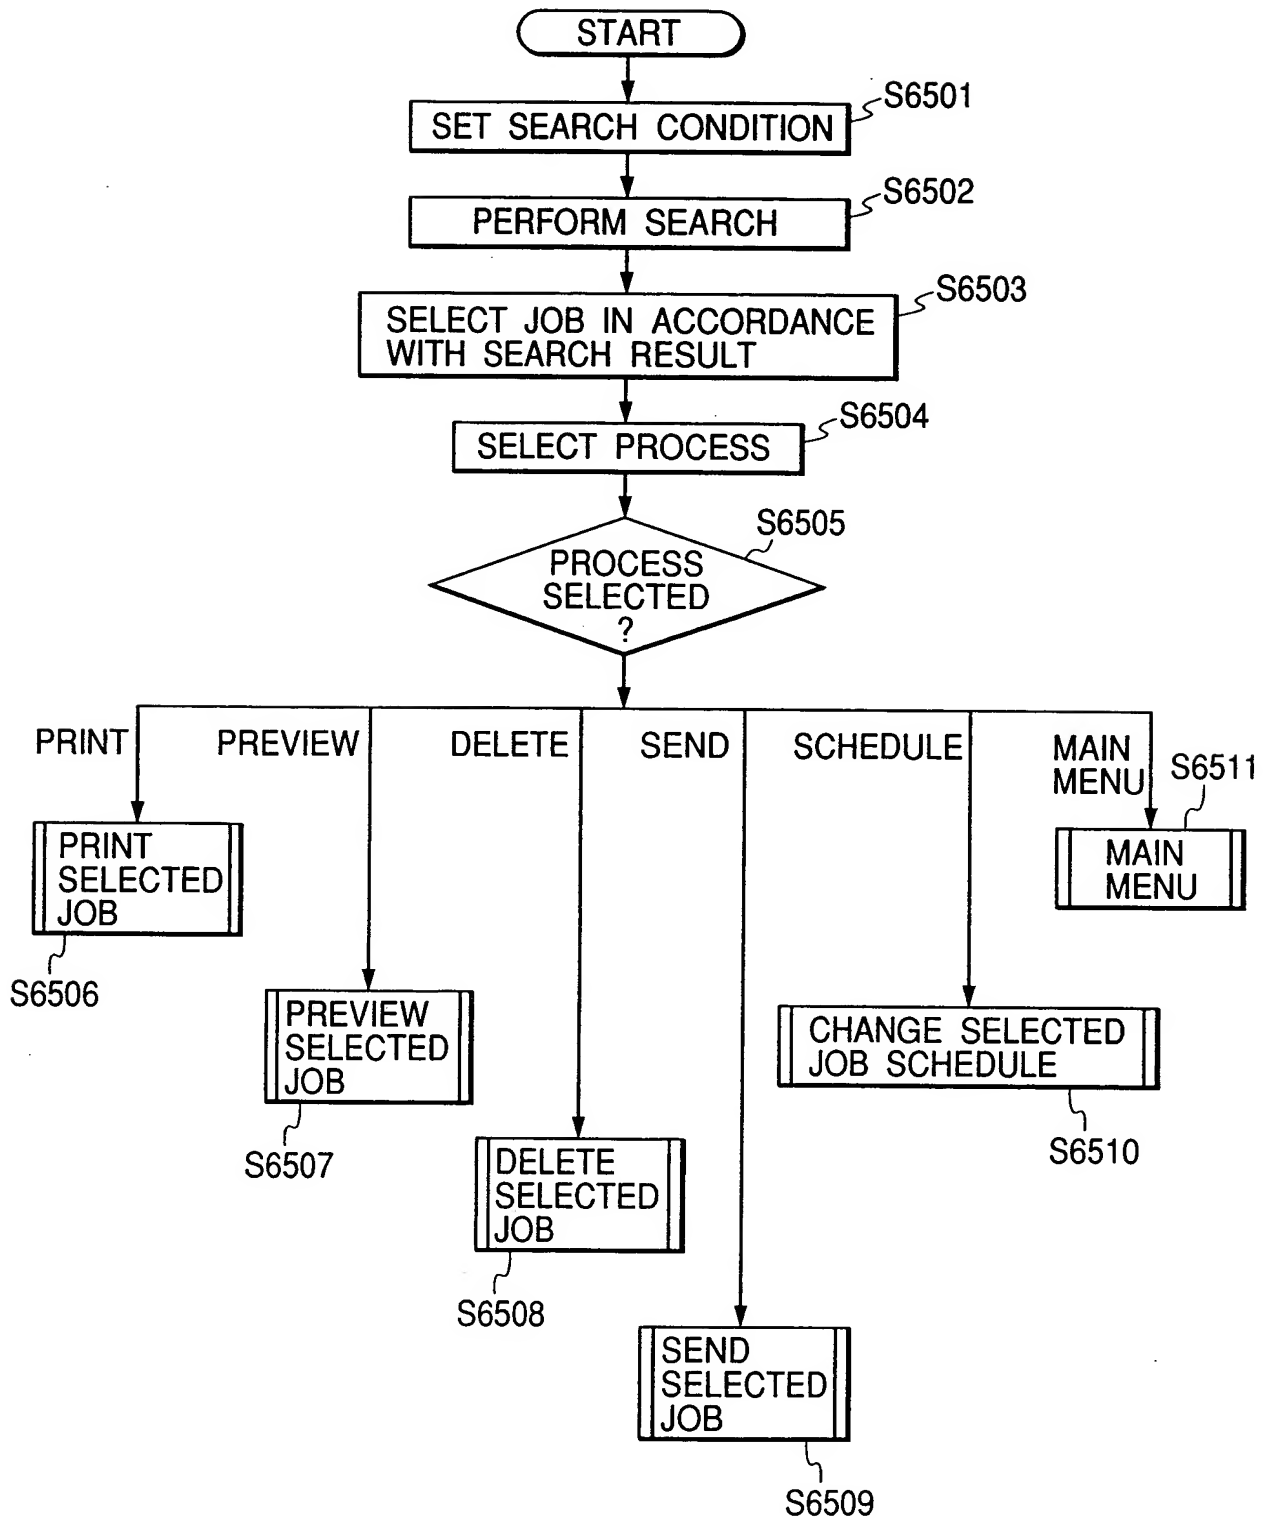 START
S6501
SET SEARCH CONDITION
S6502
PERFORM SEARCH
S6503
SELECT JOB IN ACCORDANCE
WITH SEARCH RESULT
S6504
SELECT PROCESS
S6505
PROCESS
SELECTED
?
PRINT
PREVIEW
DELETE
SEND
SCHEDULE
MAIN
MENU
S6511
PRINT
SELECTED
JOB
S6506
MAIN
MENU
PREVIEW
SELECTED
JOB
S6507
CHANGE SELECTED
JOB SCHEDULE
S6510
DELETE
SELECTED
JOB
S6508
SEND
SELECTED
JOB
S6509